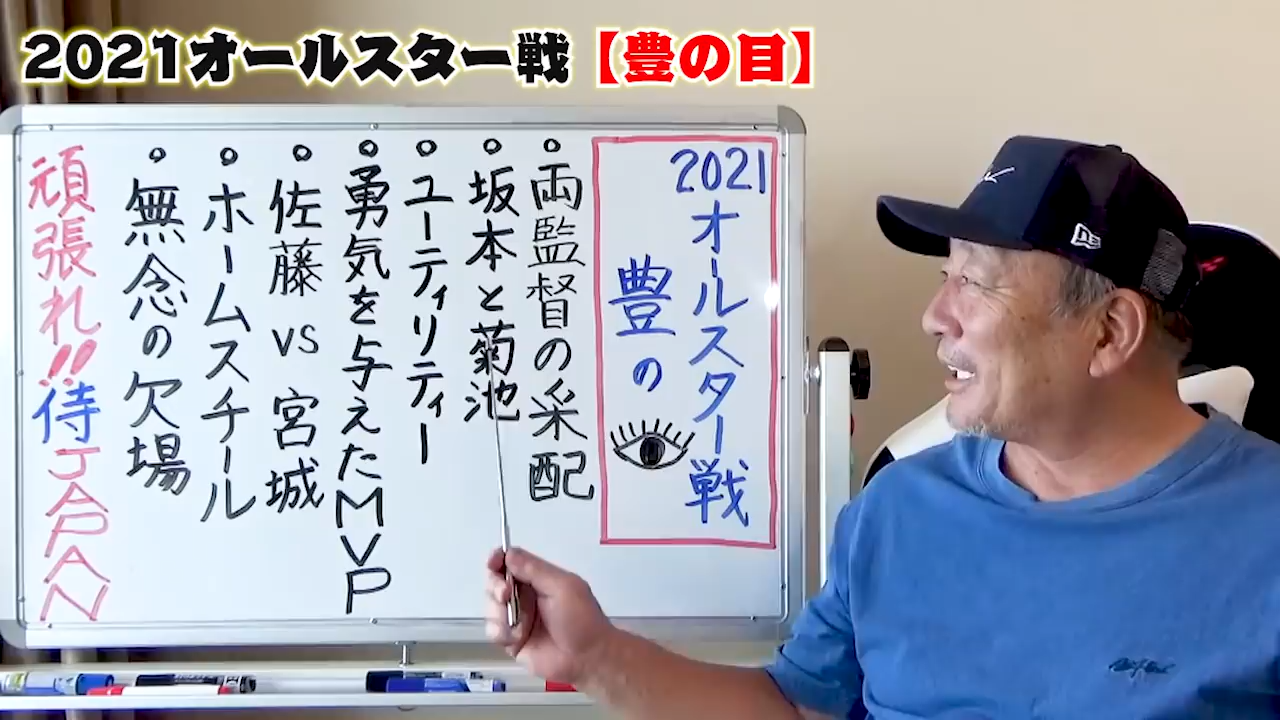 2021オールスター戦【豊の目】
2021オールスター戦
豊の
・両監督の采配
・坂本と菊池
・ユーティリティー
・勇気を与えたMVP
・佐藤 vs 宮城
・ホームスチール
・無念の欠場
頑張れ!!侍JAPAN